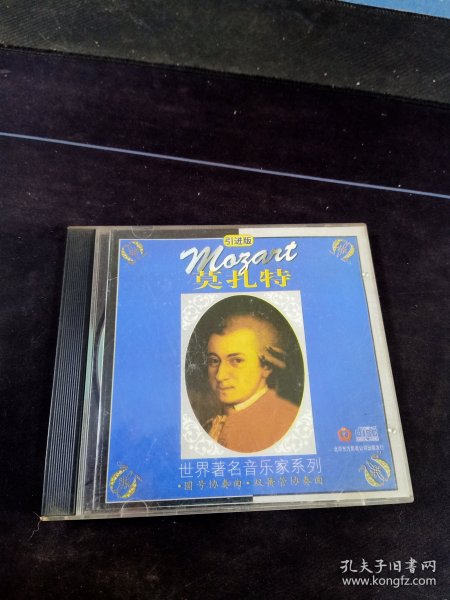 引进版
Mozart
莫扎特
世界著名音乐家系列
·圆号协奏曲·双簧管协奏曲
孔夫子旧书网
www.kongfz.com